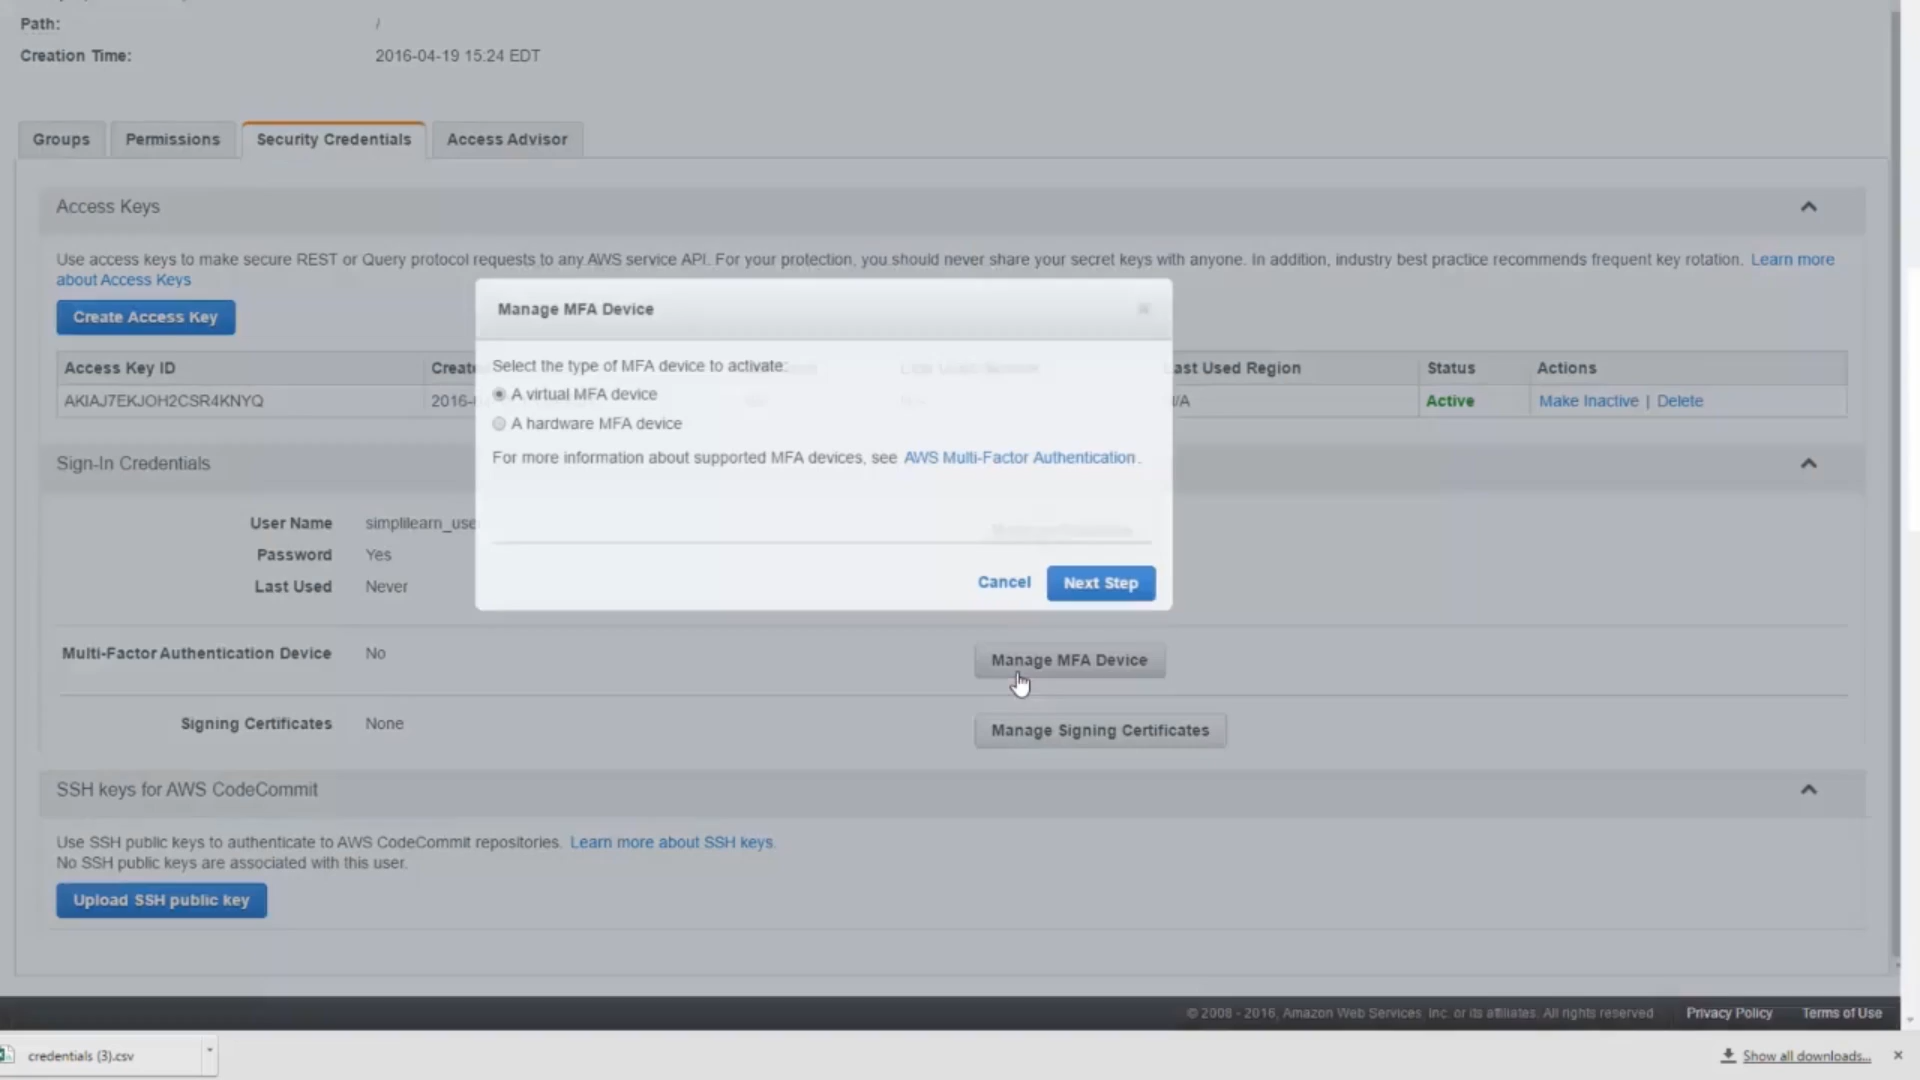 Path: /
Creation Time: 2016-04-19 15:24 EDT
Groups Permissions Security Credentials Access Advisor
Access Keys
Use access keys to make secure REST or Query protocol requests to any AWS service API. For your protection, you should never share your secret keys with anyone. In addition, industry best practice recommends frequent key rotation. Learn more
about Access Keys
Create Access Key
Manage MFA Device
Select the type of MFA device to activate:
A virtual MFA device
A hardware MFA device
For more information about supported MFA devices, see AWS Multi-Factor Authentication.
Cancel Next Step
Access Key ID Create ast Used Region Status Actions
AKIAJ7EKJOH2CSR4KNYQ 2016- /A Active Make Inactive | Delete
Sign-In Credentials
User Name simplilearn_use
Password Yes
Last Used Never
Multi-Factor Authentication Device No Manage MFA Device
Signing Certificates None Manage Signing Certificates
SSH keys for AWS CodeCommit
Use SSH public keys to authenticate to AWS CodeCommit repositories. Learn more about SSH keys.
No SSH public keys are associated with this user.
Upload SSH public key
© 2008 - 2016, Amazon Web Services, Inc. or its affiliates. All rights reserved Privacy Policy Terms of Use
credentials (3).csv Show all downloads...